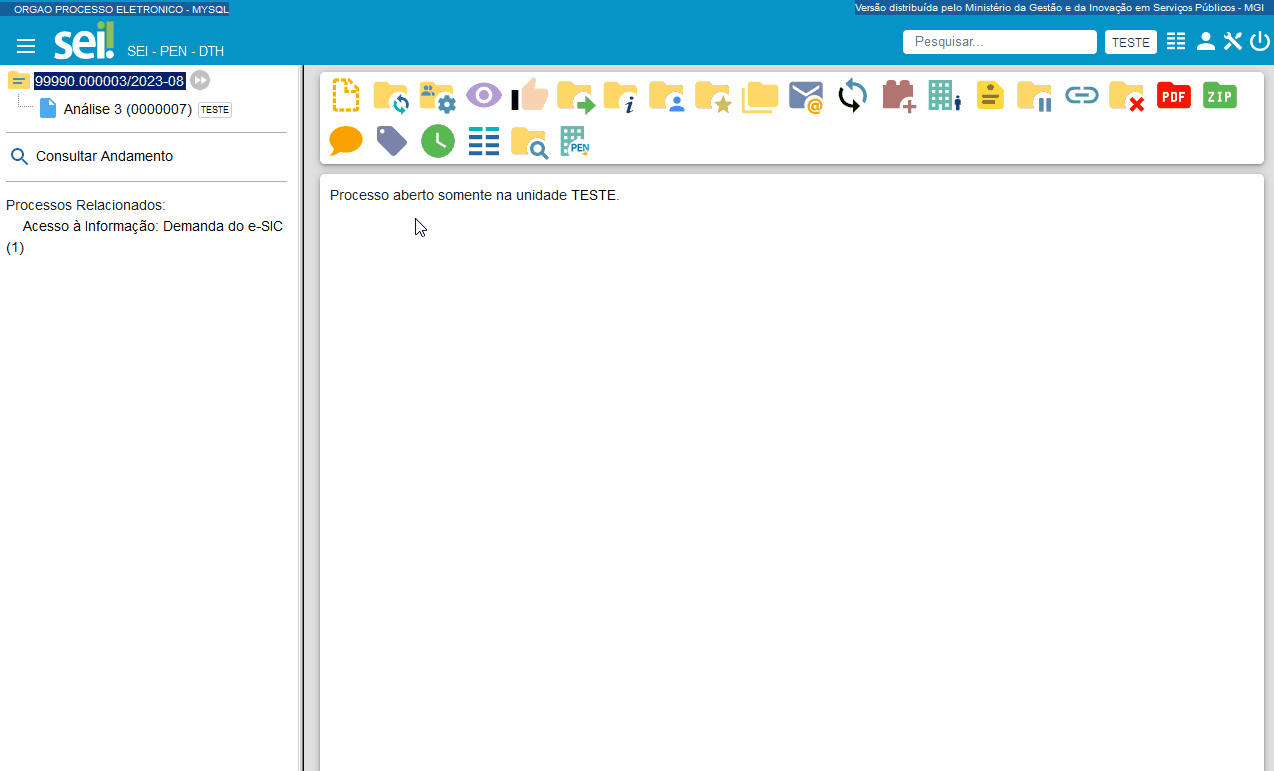 ORGAO PROCESSO ELETRONICO - MYSQL
Versão distribuída pelo Ministério da Gestão e da Inovação em Serviços Públicos - MGI
sei!
SEI - PEN - DTH
Pesquisar...
TESTE
99990.000003/2023-08
Análise 3 (0000007) TESTE
Consultar Andamento
Processos Relacionados:
Acesso à Informação: Demanda do e-SIC
(1)
i
@
PDF
ZIP
PEN
Processo aberto somente na unidade TESTE.